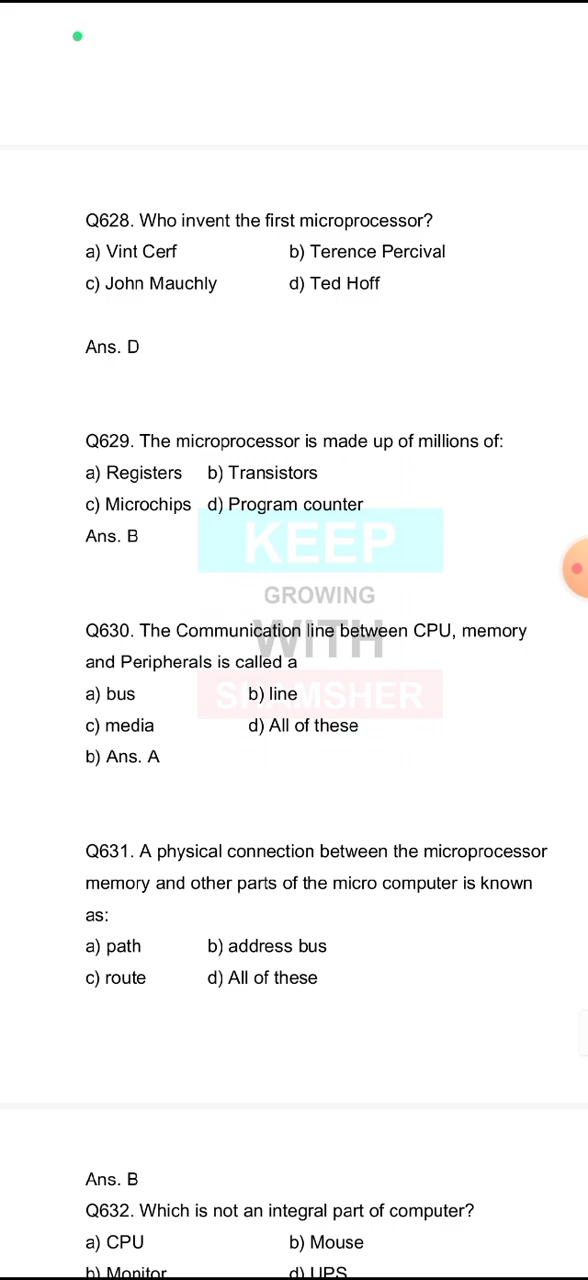 Q628. Who invent the first microprocessor?
a) Vint Cerf b) Terence Percival
c) John Mauchly d) Ted Hoff
Ans. D
Q629. The microprocessor is made up of millions of:
a) Registers b) Transistors
c) Microchips d) Program counter
Ans. B
KEEP
GROWING
WITH
SHAMSHER
Q630. The Communication line between CPU, memory
and Peripherals is called a
a) bus b) line
c) media d) All of these
b) Ans. A
Q631. A physical connection between the microprocessor
memory and other parts of the micro computer is known
as:
a) path b) address bus
c) route d) All of these
Ans. B
Q632. Which is not an integral part of computer?
a) CPU b) Mouse
b) Monitor d) UPS